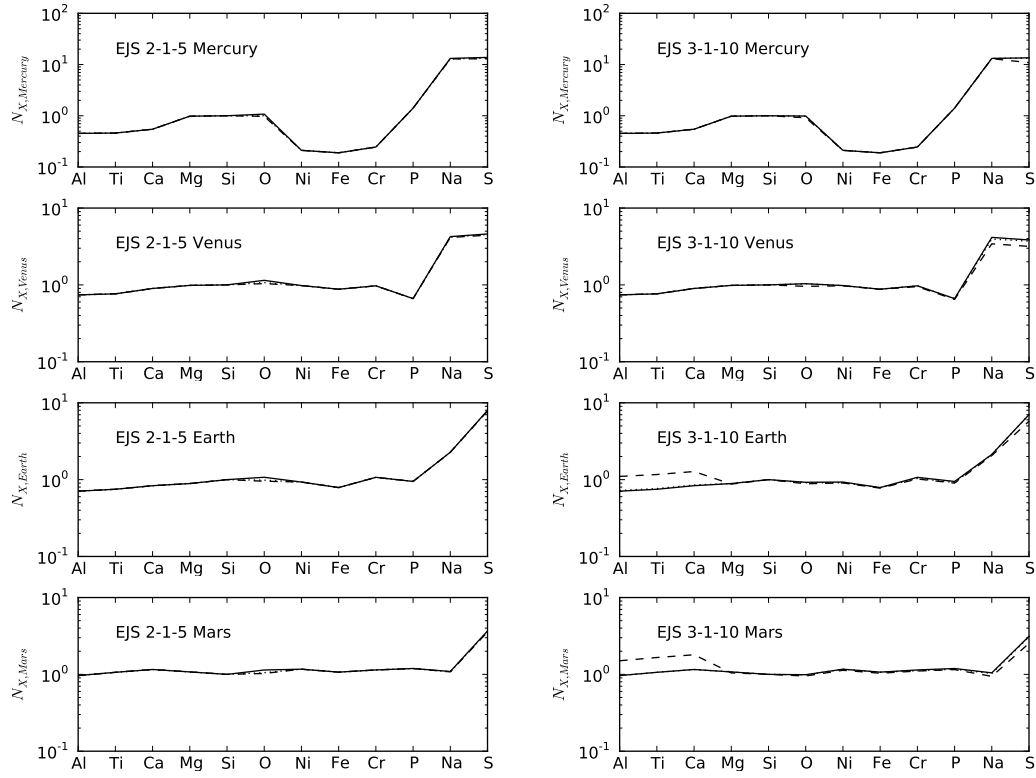 10^2
10^1
10^0
10^-1
N_X,Mercury
EJS 2-1-5 Mercury
Al Ti Ca Mg Si O Ni Fe Cr P Na S
10^2
10^1
10^0
10^-1
N_X,Mercury
EJS 3-1-10 Mercury
Al Ti Ca Mg Si O Ni Fe Cr P Na S
10^1
10^0
10^-1
N_X,Venus
EJS 2-1-5 Venus
Al Ti Ca Mg Si O Ni Fe Cr P Na S
10^1
10^0
10^-1
N_X,Venus
EJS 3-1-10 Venus
Al Ti Ca Mg Si O Ni Fe Cr P Na S
10^1
10^0
10^-1
N_X,Earth
EJS 2-1-5 Earth
Al Ti Ca Mg Si O Ni Fe Cr P Na S
10^1
10^0
10^-1
N_X,Earth
EJS 3-1-10 Earth
Al Ti Ca Mg Si O Ni Fe Cr P Na S
10^1
10^0
10^-1
N_X,Mars
EJS 2-1-5 Mars
Al Ti Ca Mg Si O Ni Fe Cr P Na S
10^1
10^0
10^-1
N_X,Mars
EJS 3-1-10 Mars
Al Ti Ca Mg Si O Ni Fe Cr P Na S